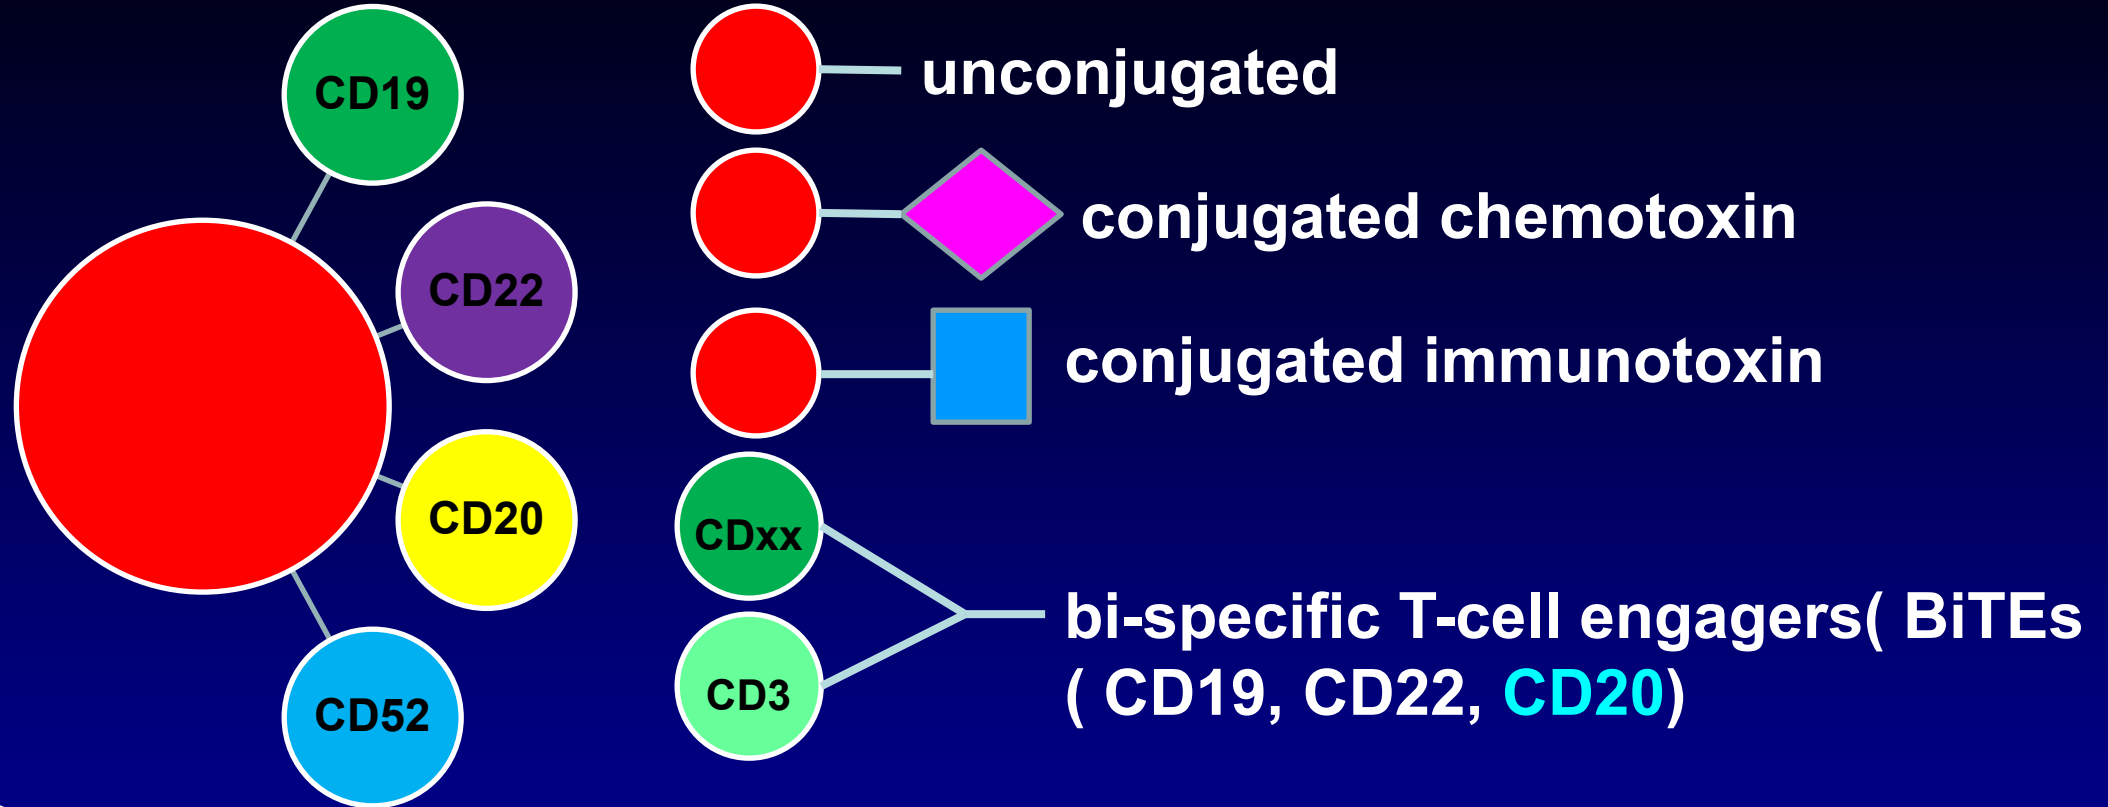 CD19
CD22
CD20
CD52
unconjugated
conjugated chemotoxin
conjugated immunotoxin
CDxx
CD3
bi-specific T-cell engagers( BiTEs
( CD19, CD22, CD20)